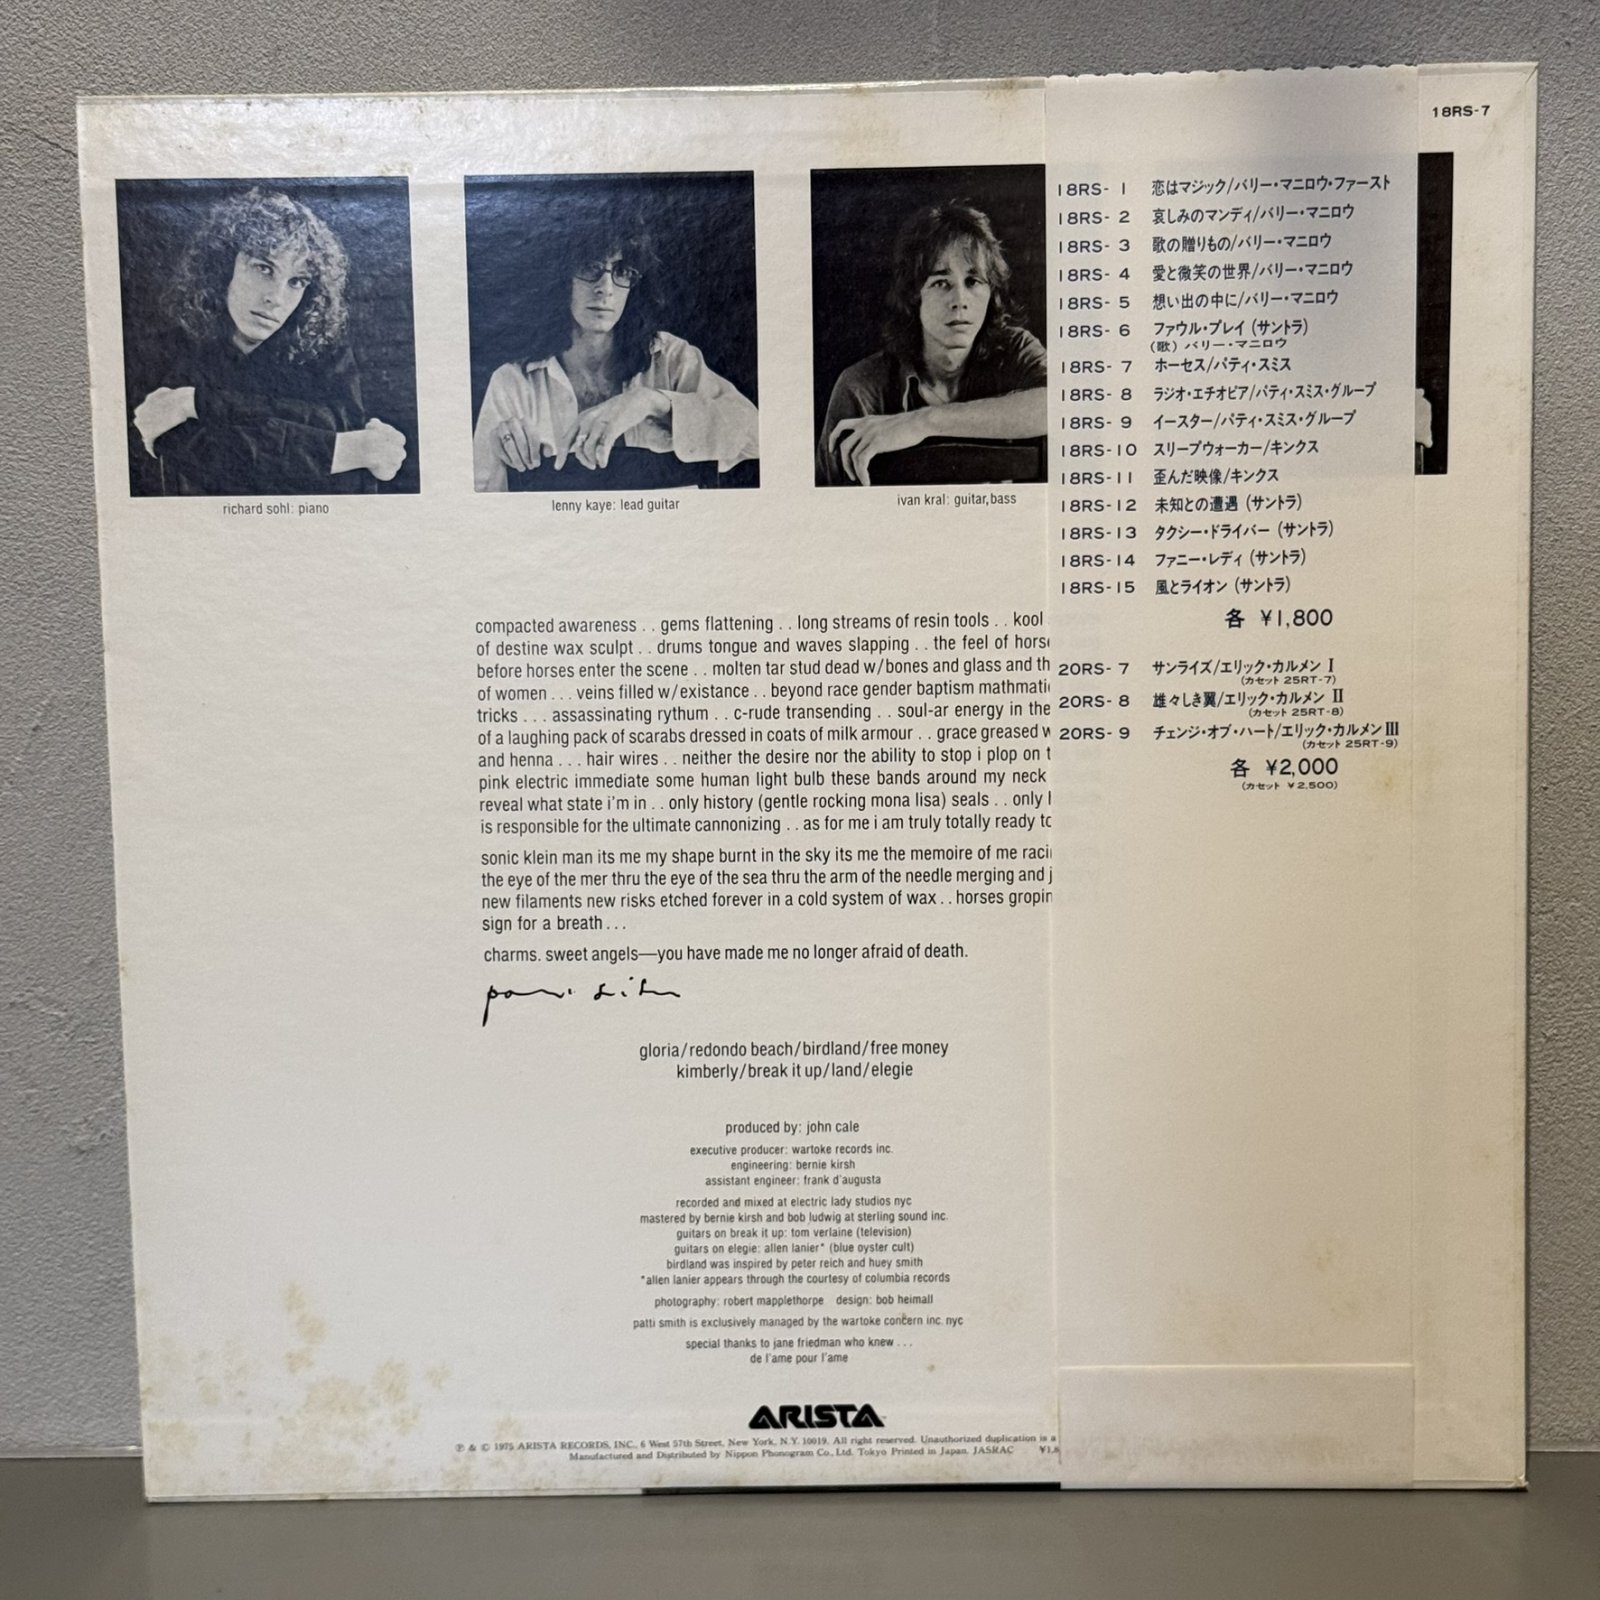 18RS-7
richard sohl: piano
lenny kaye: lead guitar
ivan kral: guitar, bass
compacted awareness . . gems flattening . . long streams of resin tools . . kool
of destine wax sculpt . . drums tongue and waves slapping . . the feel of
before horses enter the scene . . molten tar stud dead w/bones and glass and
of women . . . veins filled w/existance . . beyond race gender baptism
tricks . . . assassinating rythum . . c-rude transending . . soul-ar energy in the
of a laughing pack of scarabs dressed in coats of milk armour . . grace greased
and henna . . . hair wires . . neither the desire nor the ability to stop i plop on
pink electric immediate some human light bulb these bands around my neck
reveal what state i'm in . . only history (gentle rocking mona lisa) seals . . only
is responsible for the ultimate cannonizing . . as for me i am truly totally ready
sonic klein man its me my shape burnt in the sky its me the memoire of me
the eye of the mer thru the eye of the sea thru the arm of the needle merging and
new filaments new risks etched forever in a cold system of wax . . horses
sign for a breath . . .
charms. sweet angels—you have made me no longer afraid of death.
gloria/redondo beach/birdland/free money
kimberly/break it up/land/elegie
produced by: john cale
executive producer: wartoke records inc.
engineering: bernie kirsh
assistant engineer: frank d'augusta
recorded and mixed at electric lady studios nyc
mastered by bernie kirsh and bob ludwig at sterling sound inc.
guitars on break it up: tom verlaine (television)
guitars on elegie: allen lanier* (blue oyster cult)
birdland was inspired by peter reich and huey smith
*allen lanier appears through the courtesy of columbia records
photography: robert mapplethorpe design: bob heimall
patti smith is exclusively managed by the wartoke concern inc. nyc
special thanks to jane friedman who knew . . .
de l'ame pour l'ame
ARISTA
℗ & © 1975 ARISTA RECORDS, INC., 6 West 57th Street, New York, N.Y. 10019. All right reserved. Unauthorized duplication is a
Manufactured and Distributed by Nippon Phonogram Co., Ltd. Tokyo Printed in Japan. JASRAC
18RS- 1 恋はマジック/バリー・マニロウ・ファースト
18RS- 2 哀しみのマンディ/バリー・マニロウ
18RS- 3 歌の贈りもの/バリー・マニロウ
18RS- 4 愛と微笑の世界/バリー・マニロウ
18RS- 5 想い出の中に/バリー・マニロウ
18RS- 6 ファウル・プレイ (サントラ)
(歌) バリー・マニロウ
18RS- 7 ホーセス/パティ・スミス
18RS- 8 ラジオ・エチオピア/パティ・スミス・グループ
18RS- 9 イースター/パティ・スミス・グループ
18RS-10 スリープウォーカー/キンクス
18RS-11 歪んだ映像/キンクス
18RS-12 未知との遭遇 (サントラ)
18RS-13 タクシー・ドライバー (サントラ)
18RS-14 ファニー・レディ (サントラ)
18RS-15 風とライオン (サントラ)
各 ¥1,800
20RS- 7 サンライズ/エリック・カルメン I
(カセット 25RT-7)
20RS- 8 雄々しき翼/エリック・カルメン II
(カセット 25RT-8)
20RS- 9 チェンジ・オブ・ハート/エリック・カルメン III
(カセット 25RT-9)
各 ¥2,000
(カセット ¥2,500)